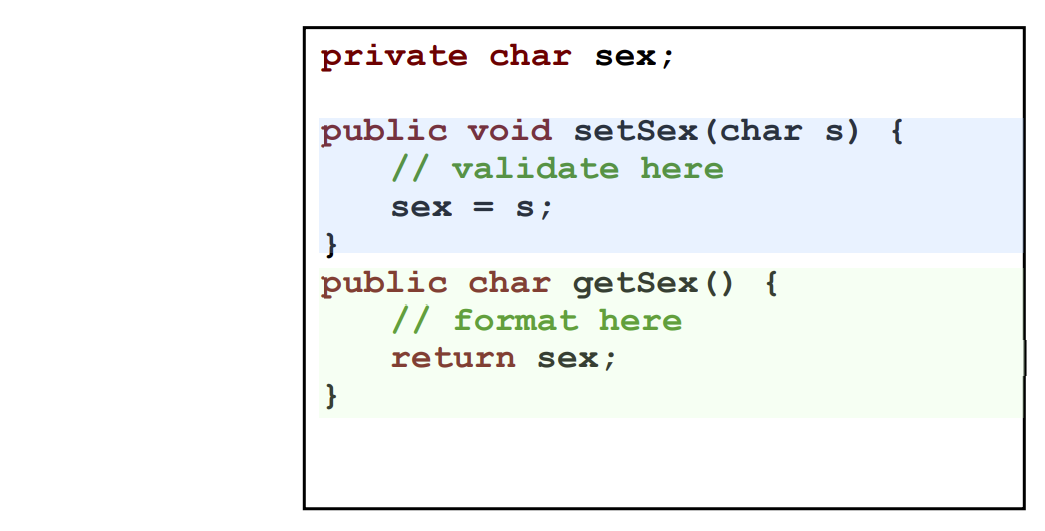 private char sex;
public void setSex(char s) {
// validate here
sex = s;
}
public char getSex() {
// format here
return sex;
}